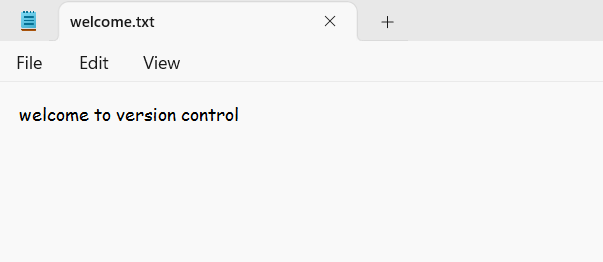 welcome.txt
File Edit View
welcome to version control